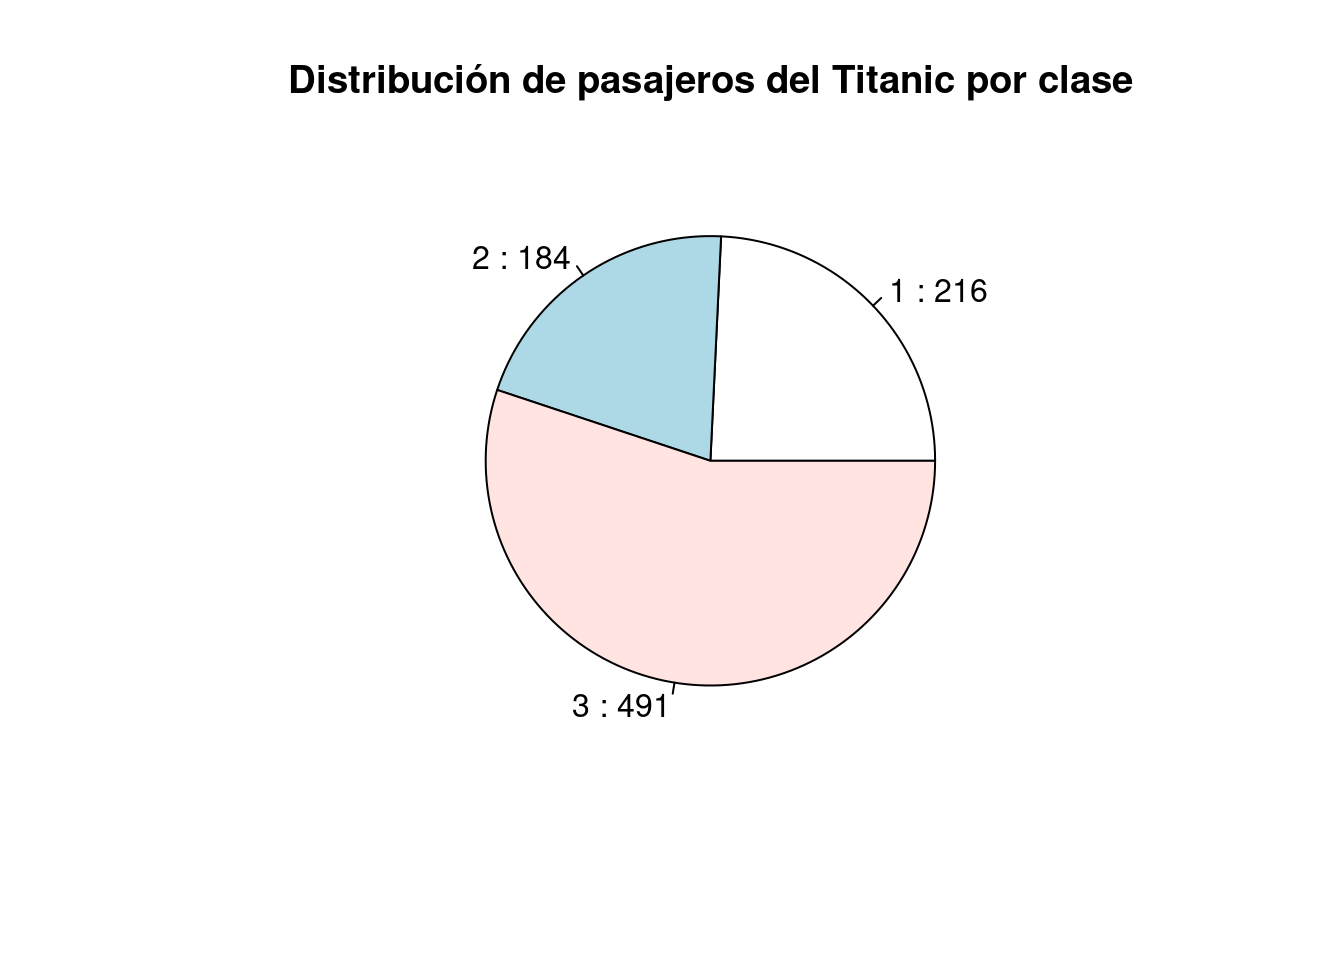 Distribución de pasajeros del Titanic por clase
2 : 184
1 : 216
3 : 491